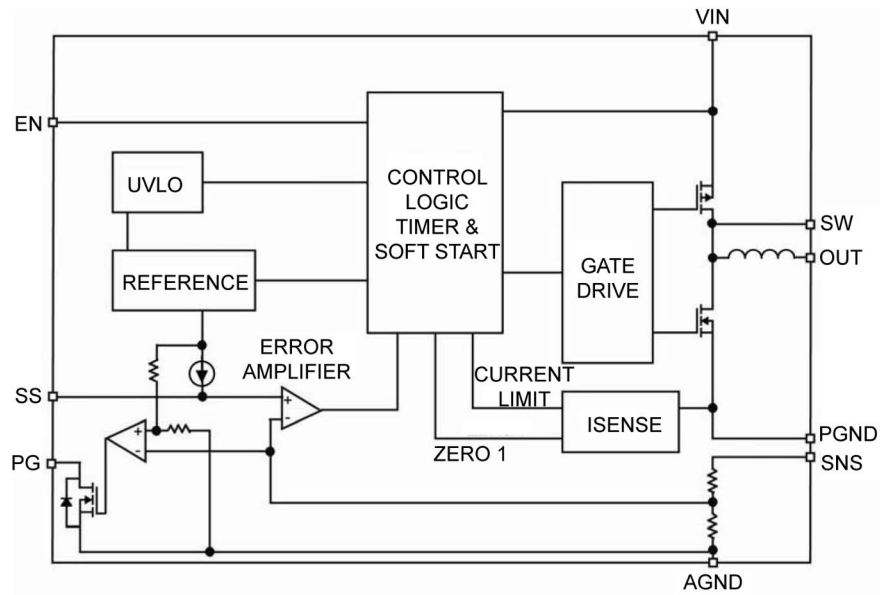 VIN
EN
UVLO
CONTROL
LOGIC
TIMER &
SOFT START
SW
OUT
REFERENCE
GATE
DRIVE
ERROR
AMPLIFIER
+
-
SS
CURRENT
LIMIT
ISENSE
ZERO 1
+
-
PG
PGND
SNS
AGND